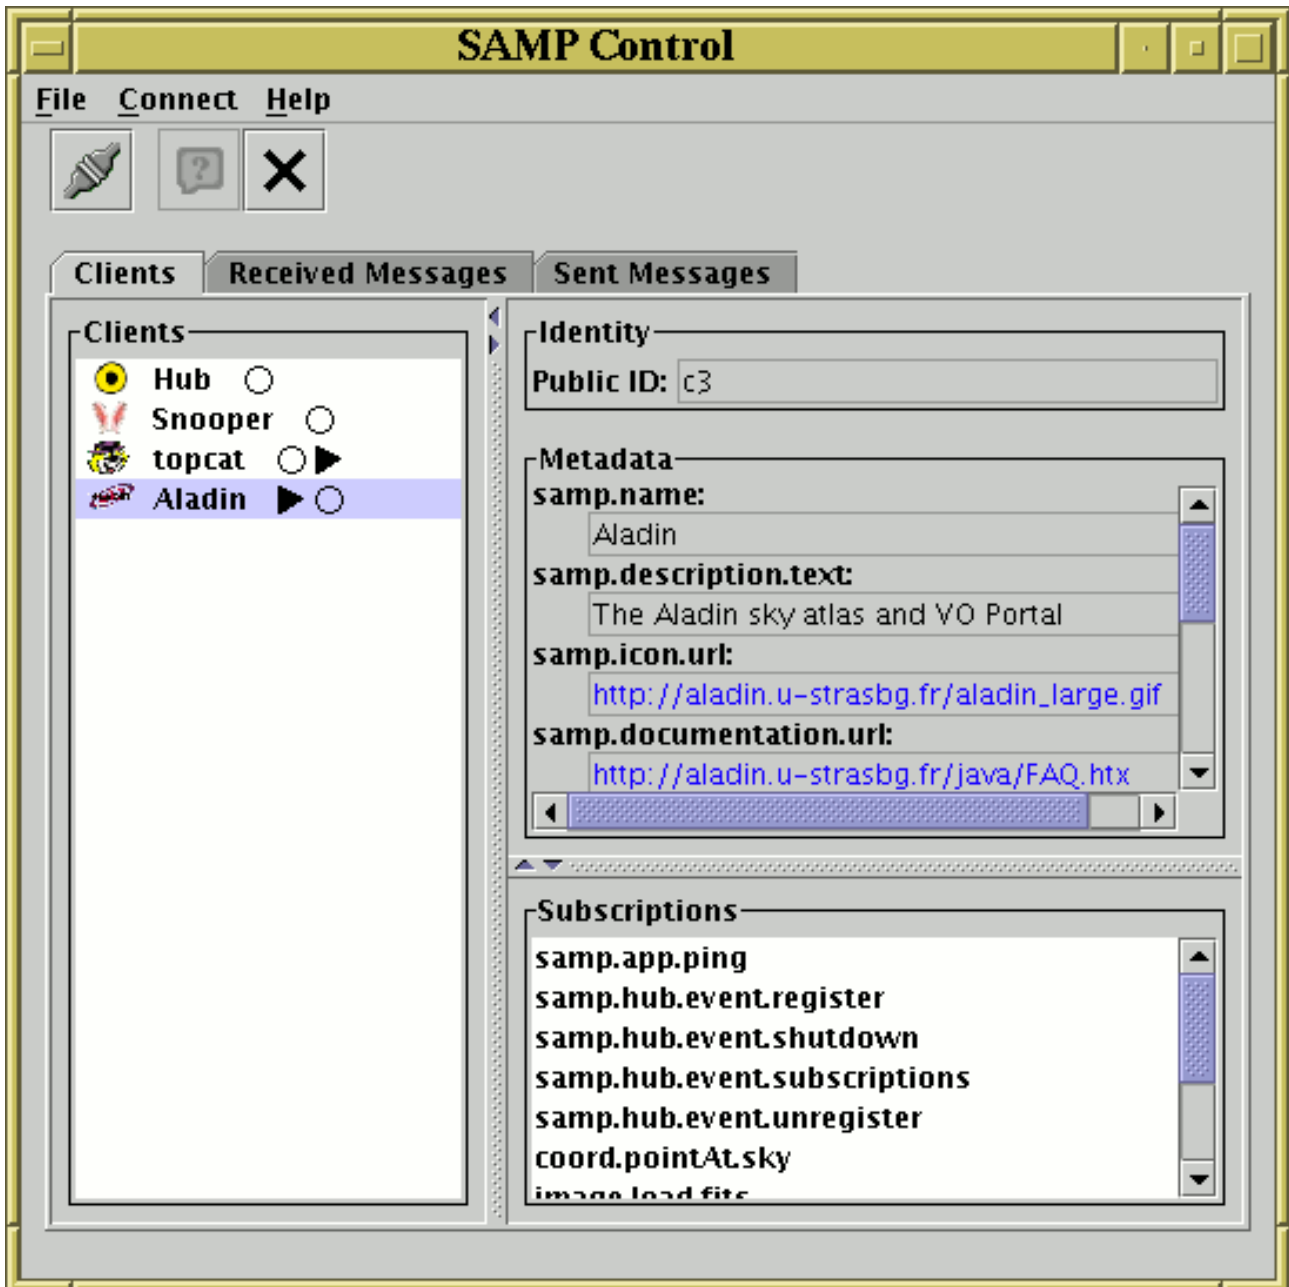 SAMP Control
File Connect Help
Clients Received Messages Sent Messages
Clients
Hub
Snooper
topcat
Aladin
Identity
Public ID: c3
Metadata
samp.name:
Aladin
samp.description.text:
The Aladin sky atlas and VO Portal
samp.icon.url:
http://aladin.u-strasbg.fr/aladin_large.gif
samp.documentation.url:
http://aladin.u-strasbg.fr/java/FAQ.htx
Subscriptions
samp.app.ping
samp.hub.event.register
samp.hub.event.shutdown
samp.hub.event.subscriptions
samp.hub.event.unregister
coord.pointAt.sky
image.load.fits